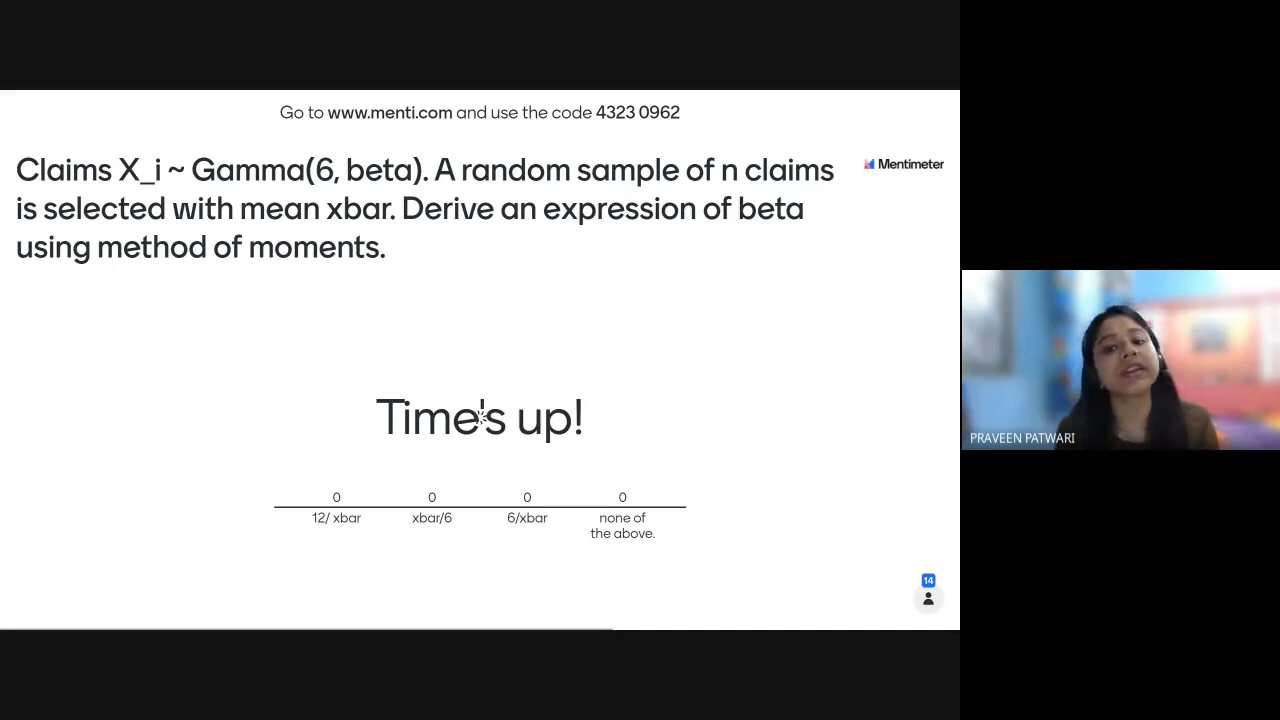 Go to www.menti.com and use the code 4323 0962
Claims X_i ~ Gamma(6, beta). A random sample of n claims
is selected with mean xbar. Derive an expression of beta
using method of moments.
Mentimeter
Time's up!
0 0 0 0
12/ xbar xbar/6 6/xbar none of
the above.
14
PRAVEEN PATWARI